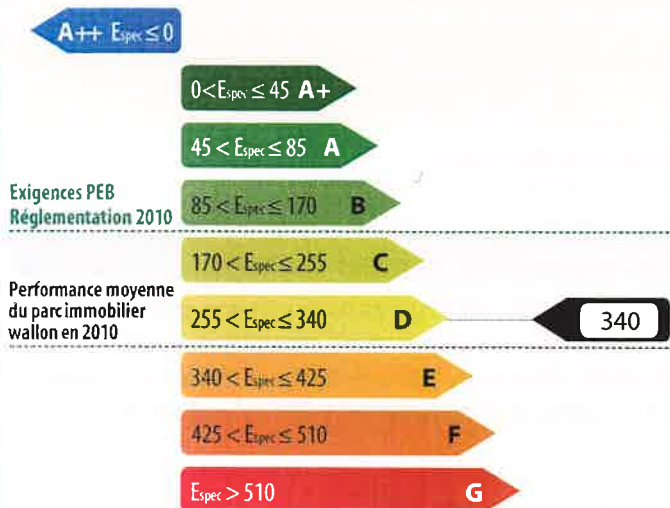 A++ Espec ≤ 0
0 < Espec ≤ 45 A+
45 < Espec ≤ 85 A
Exigences PEB
Réglementation 2010
85 < Espec ≤ 170 B
170 < Espec ≤ 255 C
Performance moyenne
du parc immobilier
wallon en 2010
255 < Espec ≤ 340 D
340
340 < Espec ≤ 425 E
425 < Espec ≤ 510 F
Espec > 510 G